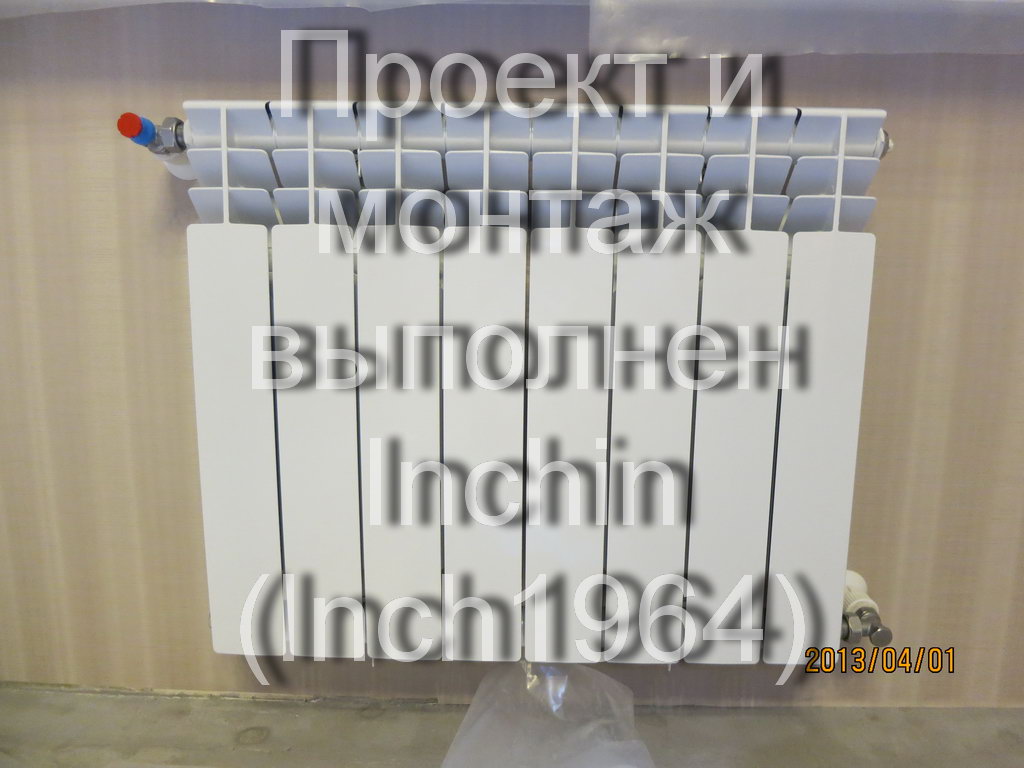 Проект и
монтаж
выполнен
Inchin
(Inch1964)
2013/04/01